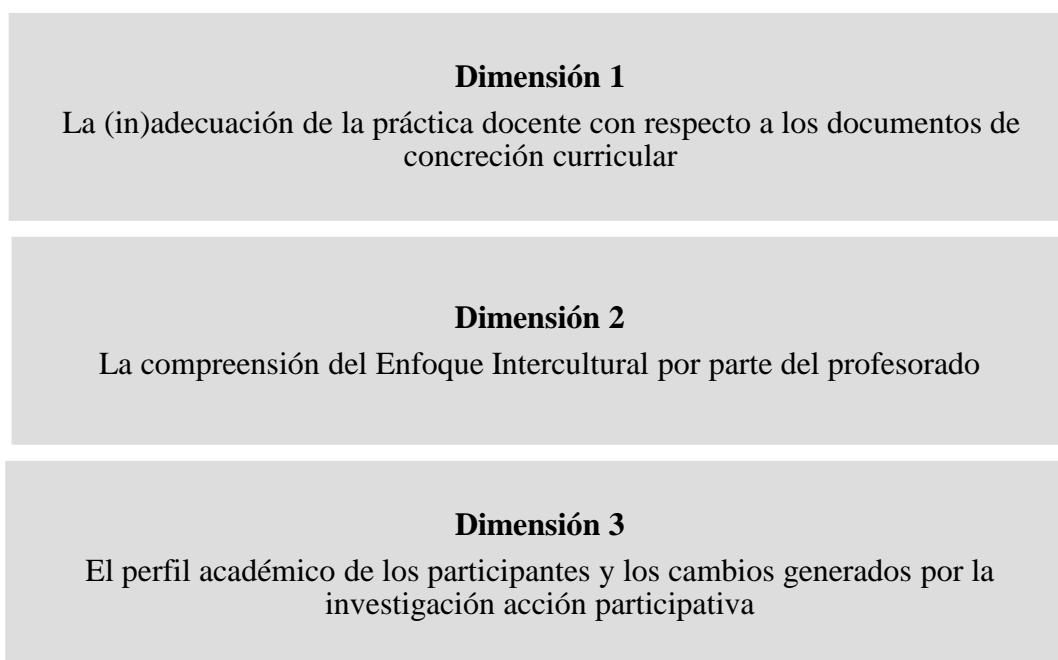 Dimensión 1
La (in)adecuación de la práctica docente con respecto a los documentos de
concreción curricular
Dimensión 2
La compreensión del Enfoque Intercultural por parte del profesorado
Dimensión 3
El perfil académico de los participantes y los cambios generados por la
investigación acción participativa